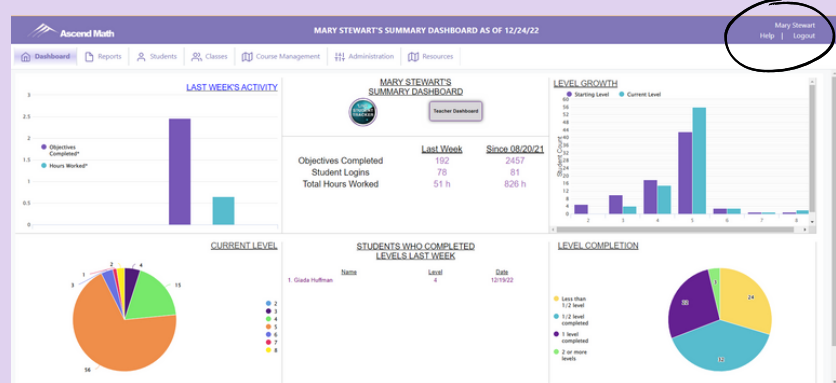 Ascend Math
MARY STEWART'S SUMMARY DASHBOARD AS OF 12/24/22
Mary Stewart
Help | Logout
Dashboard Reports Students Classes Course Management Administration Resources
LAST WEEK'S ACTIVITY
3
2.5
2
1.5
1
0.5
0
Objectives
Completed*
Hours Worked*
MARY STEWART'S
SUMMARY DASHBOARD
STUDENT
TRACKER
Teacher Dashboard
Last Week Since 08/20/21
Objectives Completed 192 2457
Student Logins 78 81
Total Hours Worked 51 h 826 h
LEVEL GROWTH
Starting Level Current Level
Student Count
60
56
52
48
44
40
36
32
28
24
20
16
12
8
4
0
2 3 4 5 6 7 8
CURRENT LEVEL
2 4
1
3
15
56
2
3
4
5
6
7
8
STUDENTS WHO COMPLETED
LEVELS LAST WEEK
Name Level Date
1. Giada Huffman 4 12/19/22
LEVEL COMPLETION
Less than
1/2 level
1/2 level
completed
1 level
completed
2 or more
levels
24
32